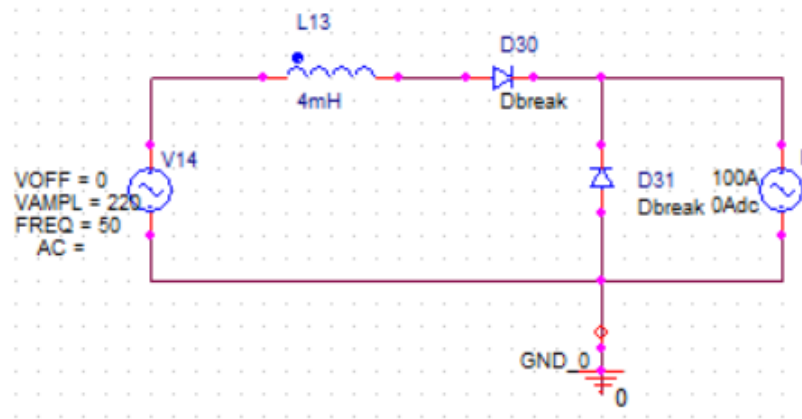 L13
4mH
D30
Dbreak
V14
VOFF = 0
VAMPL = 220
FREQ = 50
AC =
D31
Dbreak
100A
0Adc
GND_0
0